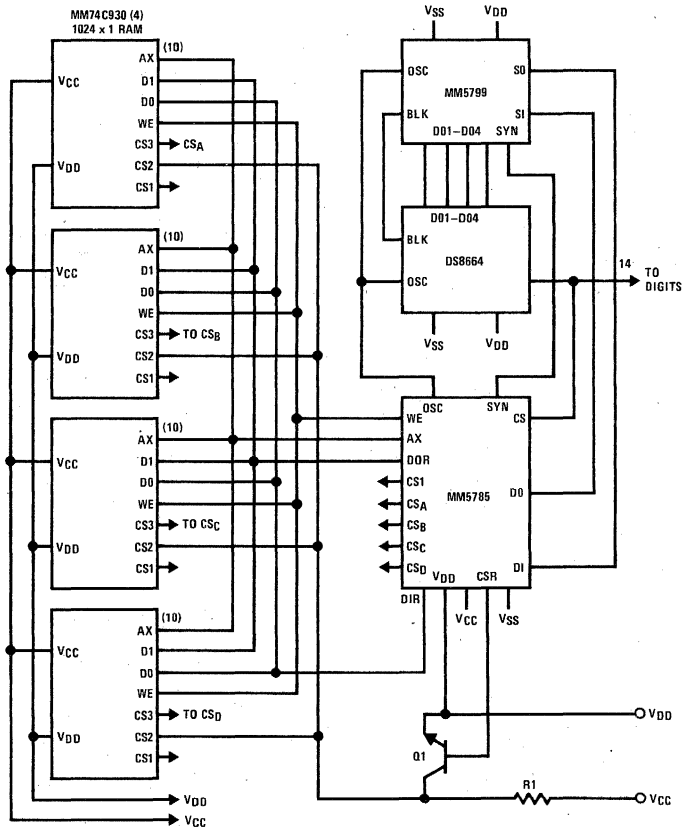 MM74C930 (4)
1024 x 1 RAM
(10)
AX
D1
D0
WE
CS3
CS2
CS1
VCC
VDD
CSA
(10)
AX
D1
D0
WE
CS3
CS2
CS1
VCC
VDD
TO CSB
(10)
AX
D1
D0
WE
CS3
CS2
CS1
VCC
VDD
TO CSC
(10)
AX
D1
D0
WE
CS3
CS2
CS1
VCC
VDD
TO CSD
VDD
VCC
VSS
VDD
OSC
S0
MM5799
BLK
SI
D01-D04
SYN
D01-D04
BLK
DS8664
OSC
VSS
VDD
14
TO
DIGITS
OSC
SYN
WE
CS
AX
DOR
CS1
MM5785
D0
CSA
CSB
CSC
CSD
DI
VDD
CSR
DIR
VCC
VSS
Q1
VDD
R1
VCC